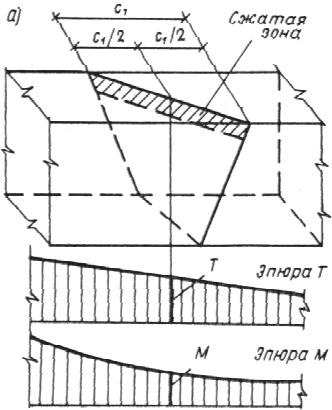 а)
c₁
c₁/2 c₁/2
Сжатая
зона
T
Эпюра T
M
Эпюра M